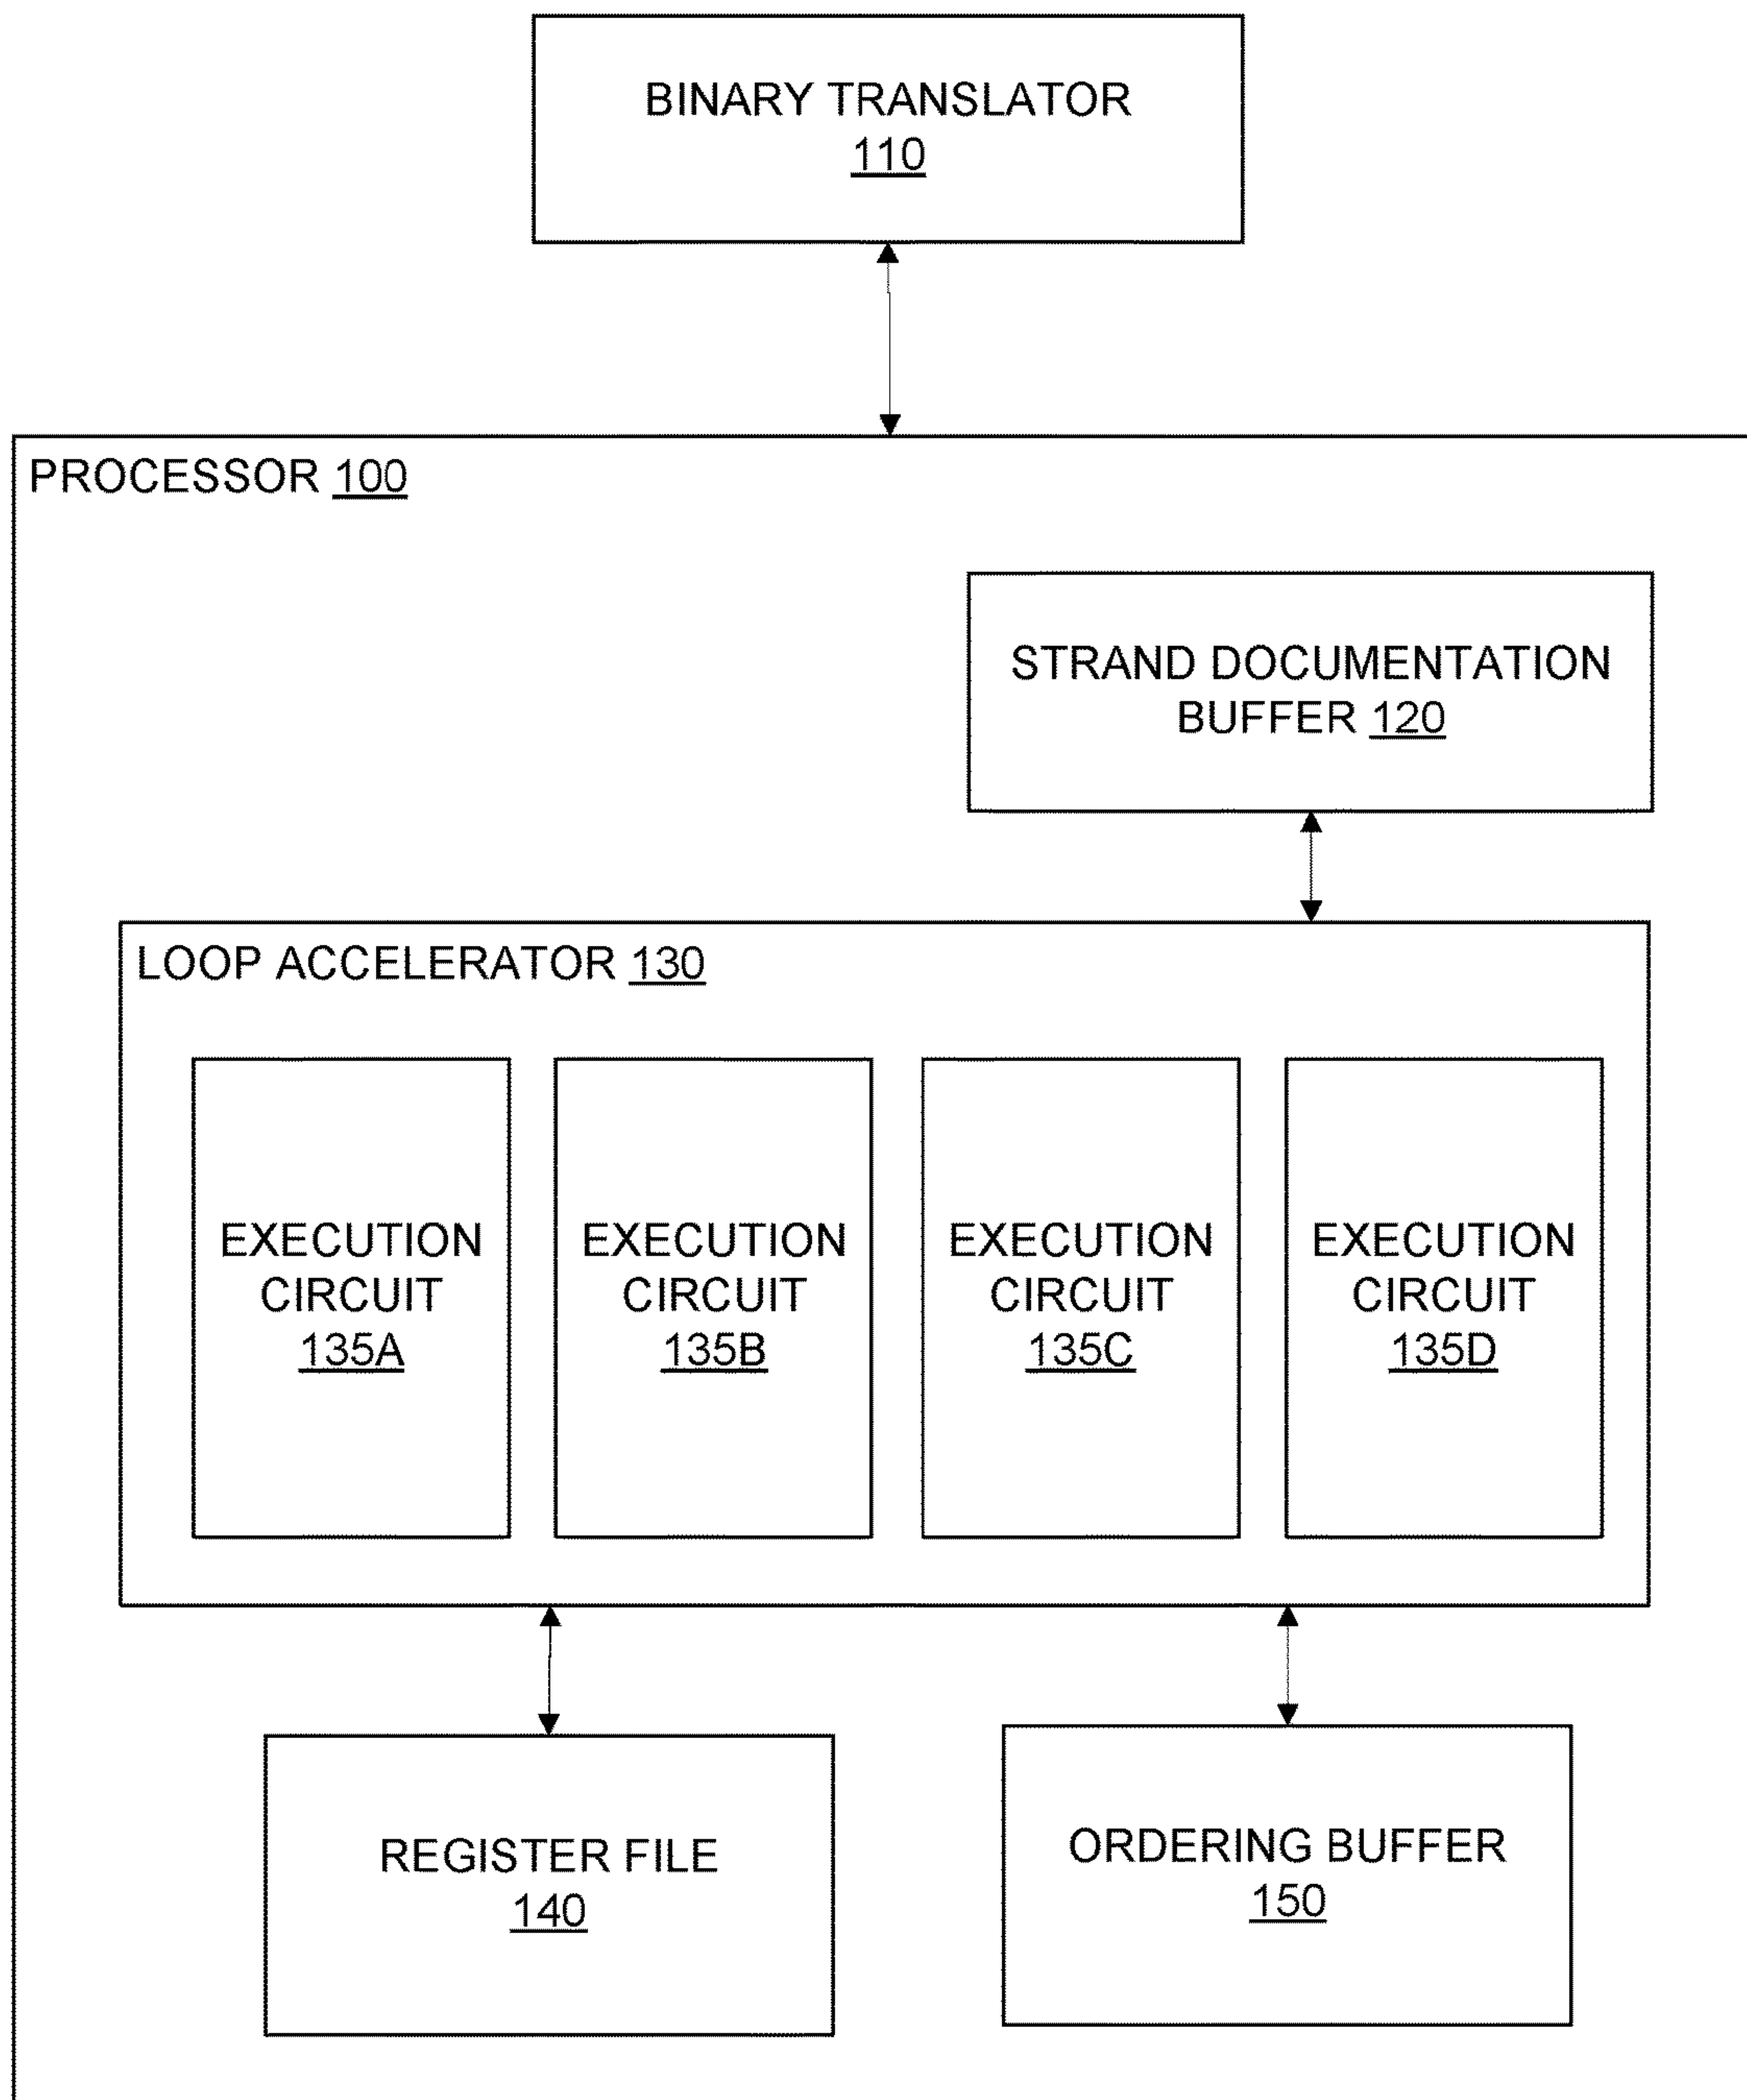 BINARY TRANSLATOR
110
PROCESSOR 100
STRAND DOCUMENTATION
BUFFER 120
LOOP ACCELERATOR 130
EXECUTION
CIRCUIT
135A
EXECUTION
CIRCUIT
135B
EXECUTION
CIRCUIT
135C
EXECUTION
CIRCUIT
135D
REGISTER FILE
140
ORDERING BUFFER
150